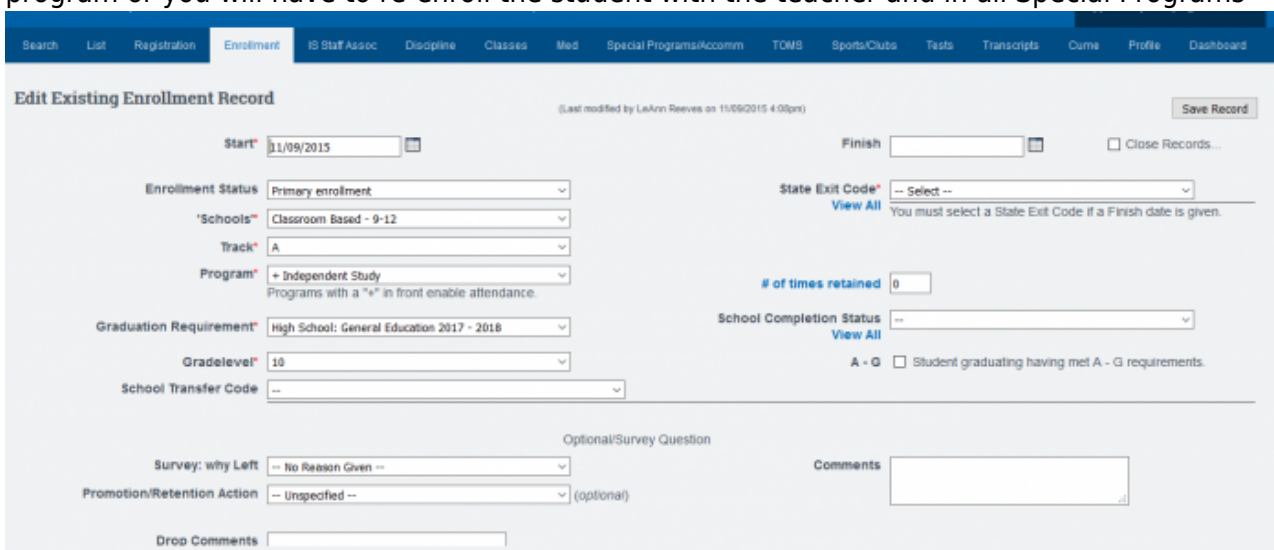 program or you will have to re-enroll the student with the teacher and in all Special Programs
Search List Registration Enrollment IS Staff Assoc Discipline Classes Med Special Programs/Accomm TOMS Sports/Clubs Tests Transcripts Cume Profile Dashboard
Edit Existing Enrollment Record (Last modified by LeAnn Reeves on 11/09/2015 4:08pm) Save Record
Start* 11/09/2015 Finish Close Records...
Enrollment Status Primary enrollment State Exit Code* -- Select --
View All You must select a State Exit Code if a Finish date is given.
'Schools'* Classroom Based - 9-12
Track* A
Program* + Independent Study
Programs with a "+" in front enable attendance.
# of times retained 0
Graduation Requirement* High School: General Education 2017 - 2018 School Completion Status --
View All
Gradelevel* 10 A - G Student graduating having met A - G requirements.
School Transfer Code --
Optional/Survey Question
Survey: why Left -- No Reason Given -- Comments
Promotion/Retention Action -- Unspecified -- (optional)
Drop Comments